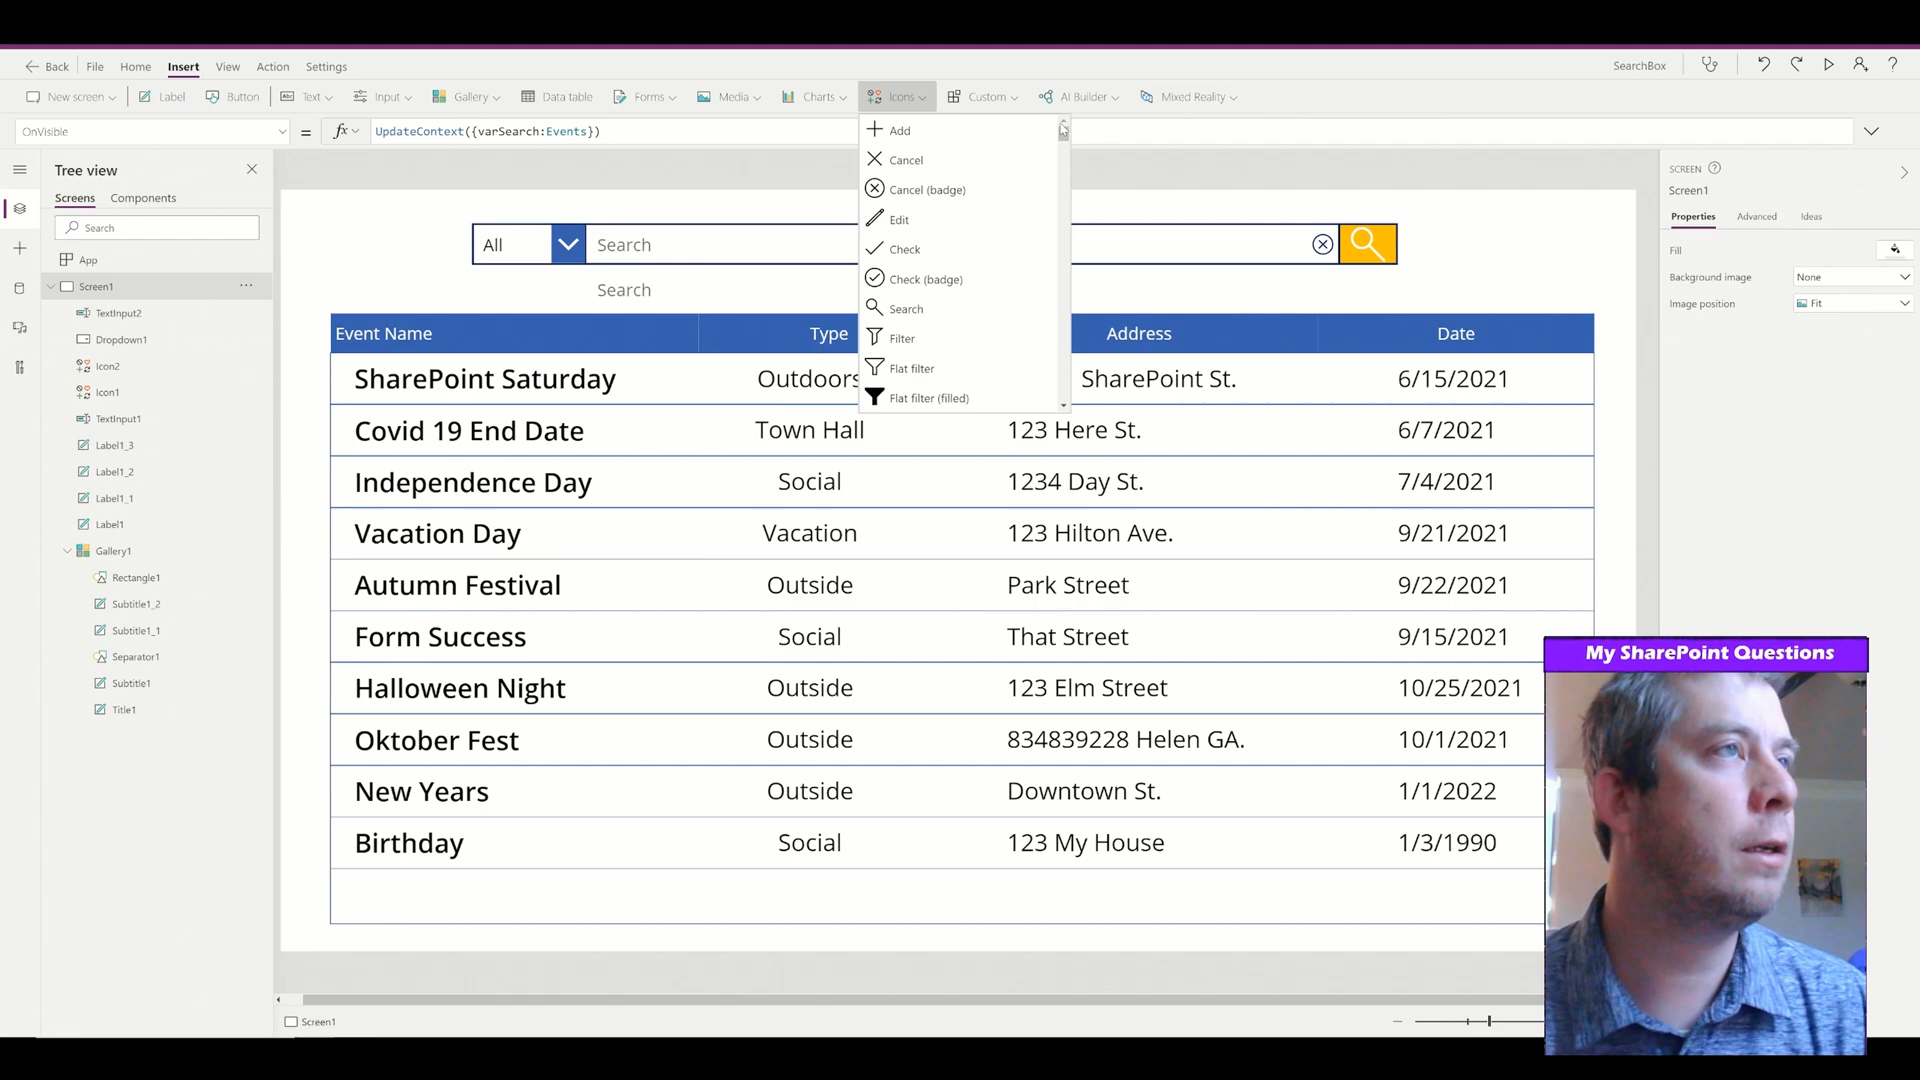 Back File Home Insert View Action Settings SearchBox
New screen Label Button Text Input Gallery Data table Forms Media Charts Icons Custom AI Builder Mixed Reality
OnVisible = fx UpdateContext({varSearch:Events})
Tree view
Screens Components
Search
App
Screen1
TextInput2
Dropdown1
Icon2
Icon1
TextInput1
Label1_3
Label1_2
Label1_1
Label1
Gallery1
Rectangle1
Subtitle1_2
Subtitle1_1
Separator1
Subtitle1
Title1
Add
Cancel
Cancel (badge)
Edit
Check
Check (badge)
Search
Filter
Flat filter
Flat filter (filled)
All Search
Search
Event Name Type Address Date
SharePoint Saturday Outdoors SharePoint St. 6/15/2021
Covid 19 End Date Town Hall 123 Here St. 6/7/2021
Independence Day Social 1234 Day St. 7/4/2021
Vacation Day Vacation 123 Hilton Ave. 9/21/2021
Autumn Festival Outside Park Street 9/22/2021
Form Success Social That Street 9/15/2021
Halloween Night Outside 123 Elm Street 10/25/2021
Oktober Fest Outside 834839228 Helen GA. 10/1/2021
New Years Outside Downtown St. 1/1/2022
Birthday Social 123 My House 1/3/1990
Screen1
SCREEN
Screen1
Properties Advanced Ideas
Fill
Background image None
Image position Fit
My SharePoint Questions